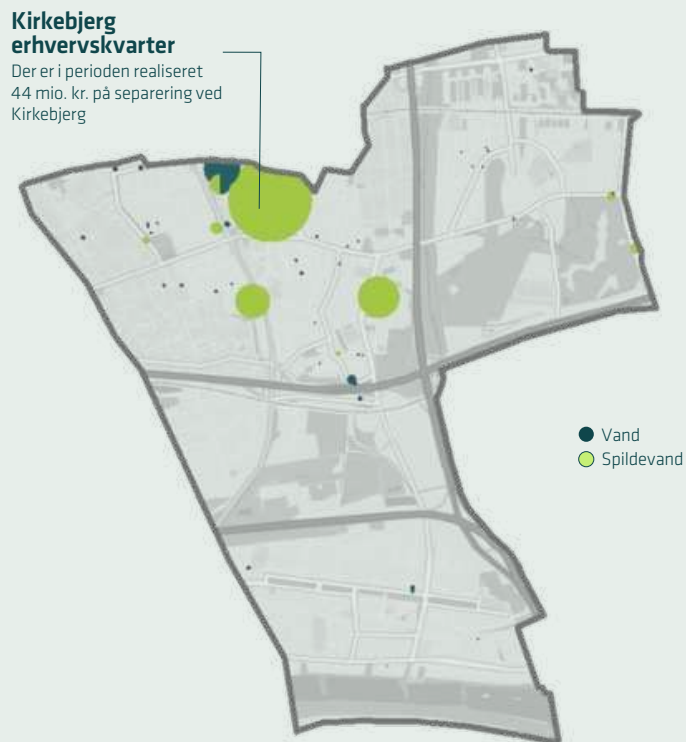 Kirkebjerg
erhvervskvarter
Der er i perioden realiseret
44 mio. kr. på separering ved
Kirkebjerg
Vand
Spildevand